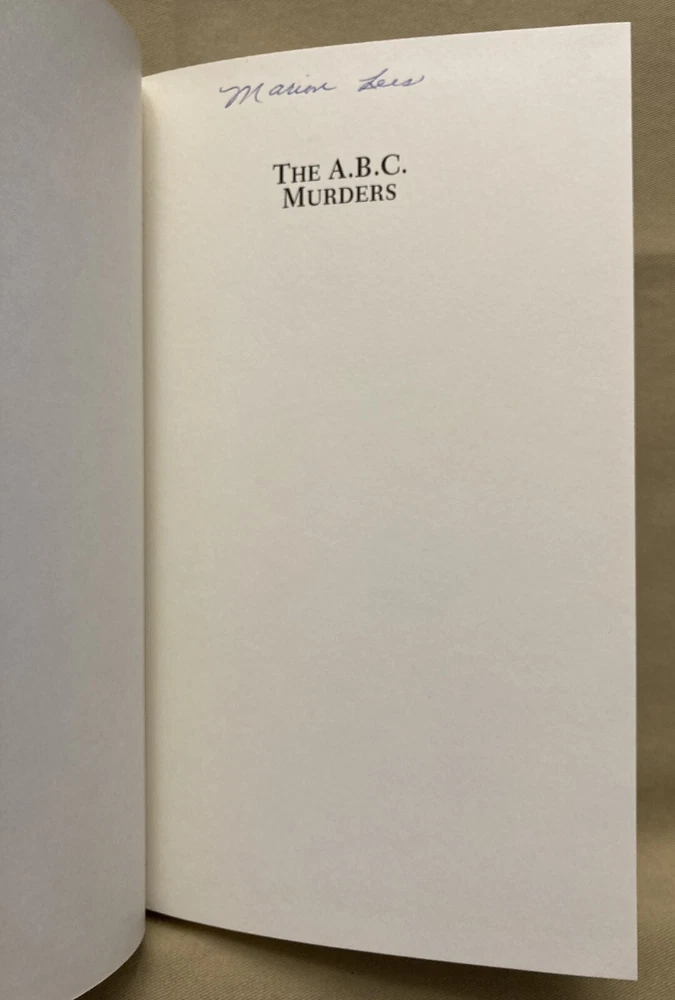 Marion Lees
THE A.B.C.
MURDERS